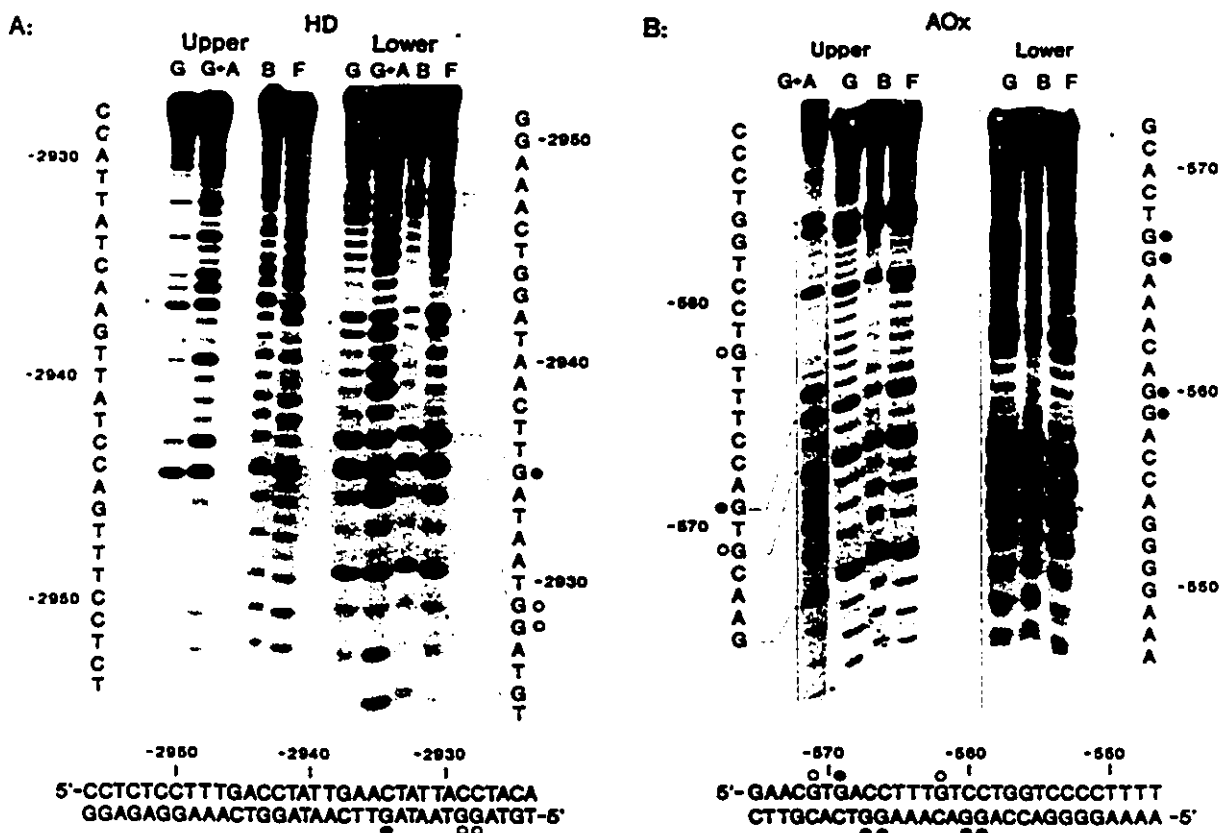 A:
HD
Upper
Lower
G G+A B F
G G+A B F
C C A T T A T C A A G T T A T C C A G T T T C C T C T
-2930
-2940
-2950
G G A A A C T G G A T A A C T T G A T A A T G G A T G T
-2950
-2940
-2930
-2950 -2940 -2930
5'-CCTCTCCTTTGACCTATTGAACTATTACCTACA
GGAGAGGAAACTGGATAACTTGATAATGGATGT-5'
B:
AOx
Upper
Lower
G+A G B F
G B F
C C C T G G T C C T G T T T C C A G T G C A A G
-560
-570
G C A C T G G A A A C A G G A C C A G G G G A A A
-570
-560
-550
-570 -560 -550
5'-GAACGTGACCTTTGTCCTGGTCCCCTTTT
CTTGCACTGGAAACAGGACCAGGGGAAAA-5'